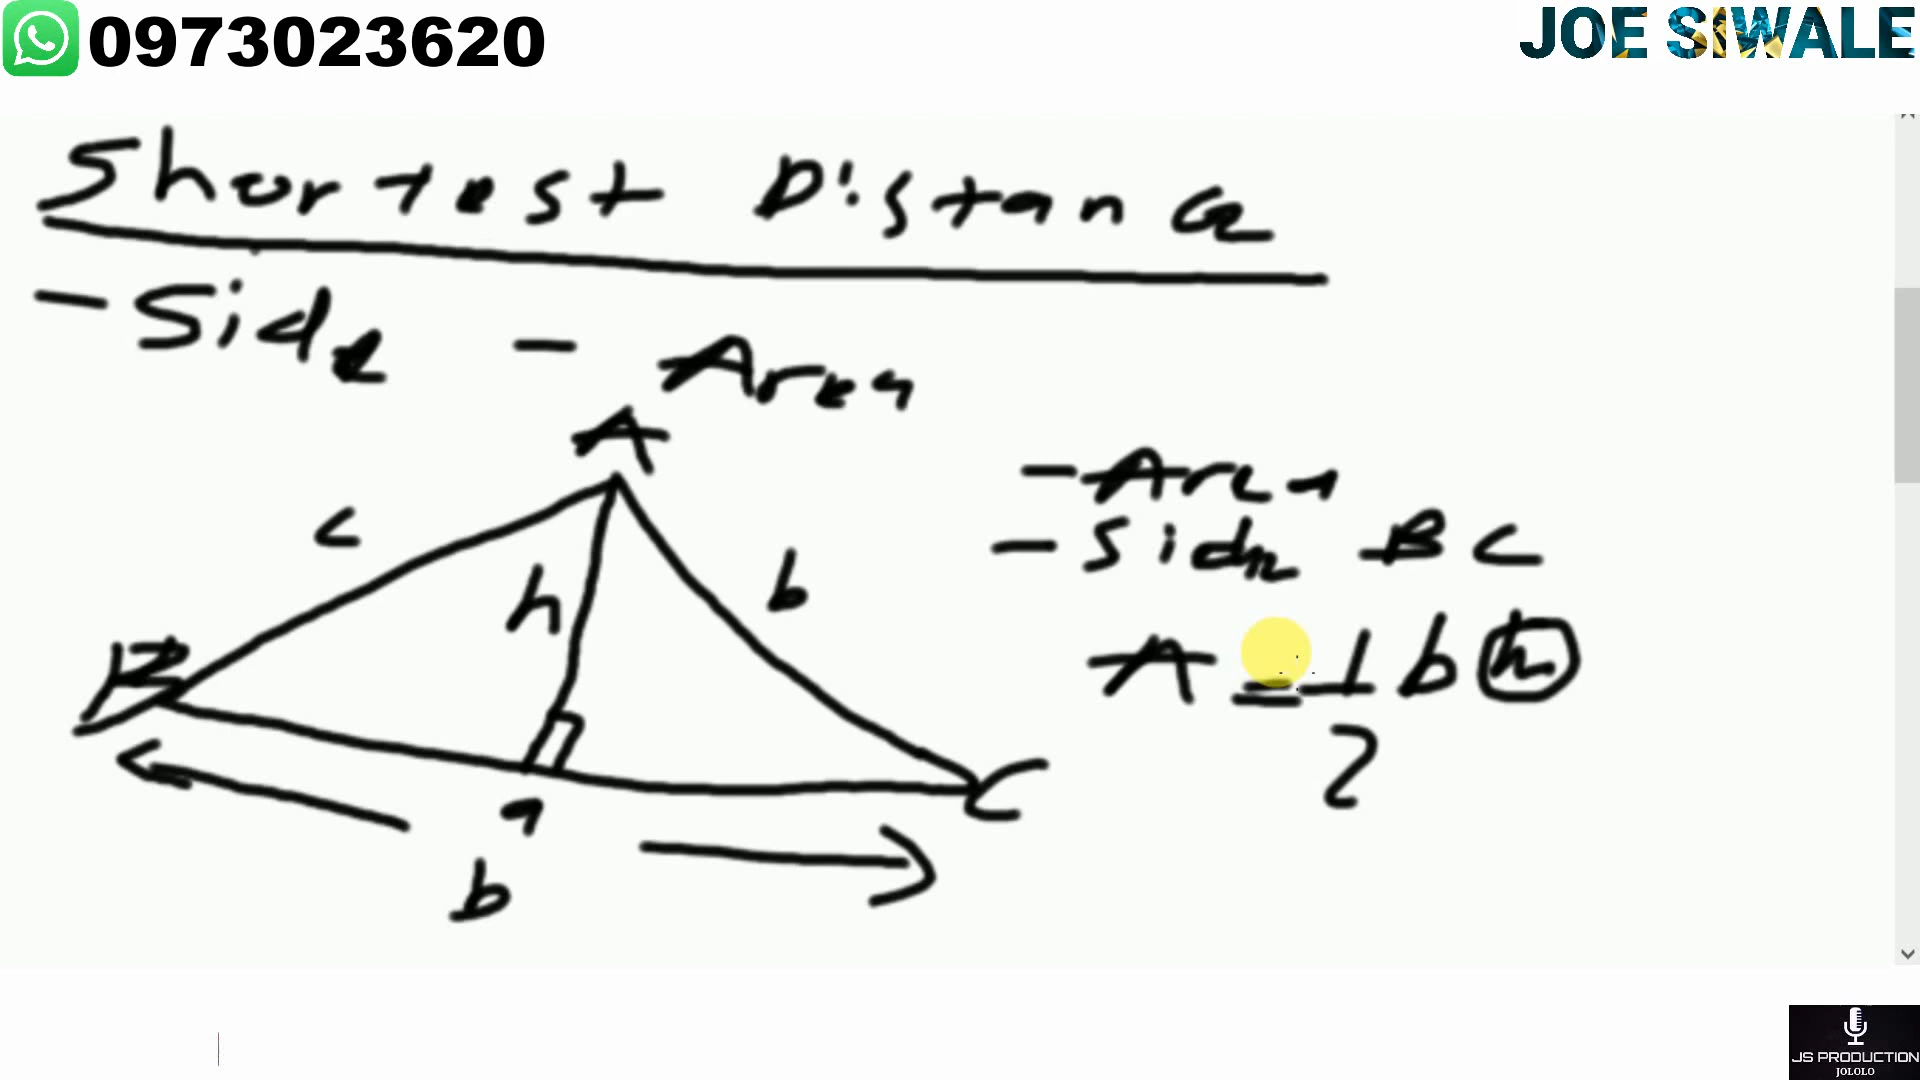 0973023620
JOE SIWALE
Shortest Distance
- Side - Area
A
c
h
b
B
C
a
b
- Area
- Side BC
A = 1 b h
2
JS PRODUCTION
JOLOLO